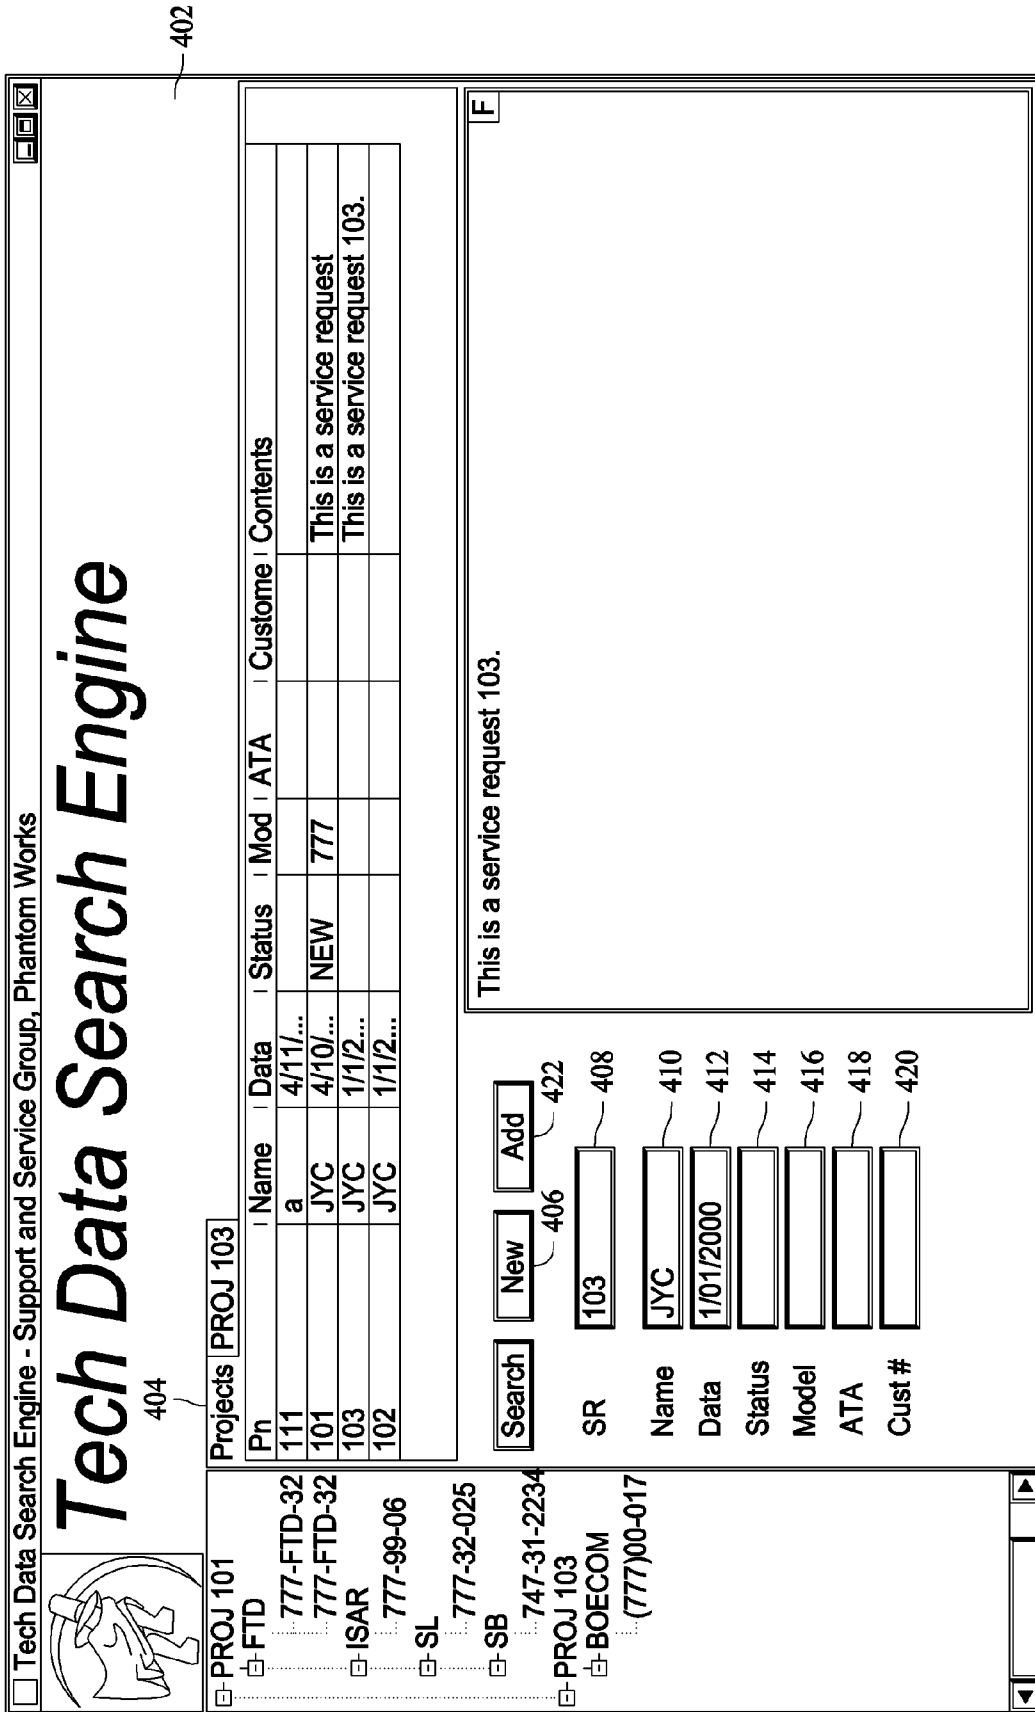 Tech Data Search Engine - Support and Service Group, Phantom Works
Tech Data Search Engine
402
404
PROJ 101
FTD
777-FTD-32
777-FTD-32
ISAR
777-99-06
SL
777-32-025
SB
747-31-2234
PROJ 103
BOECOM
(777)00-017
Projects PROJ 103
Pn Name Data Status Mod ATA Custome Contents
111 a 4/11/...
101 JYC 4/10/... NEW 777 This is a service request
103 JYC 1/1/2... This is a service request 103.
102 JYC 1/1/2...
Search New Add
406 422
SR 103 408
Name JYC 410
Data 1/01/2000 412
Status 414
Model 416
ATA 418
Cust # 420
This is a service request 103.
F